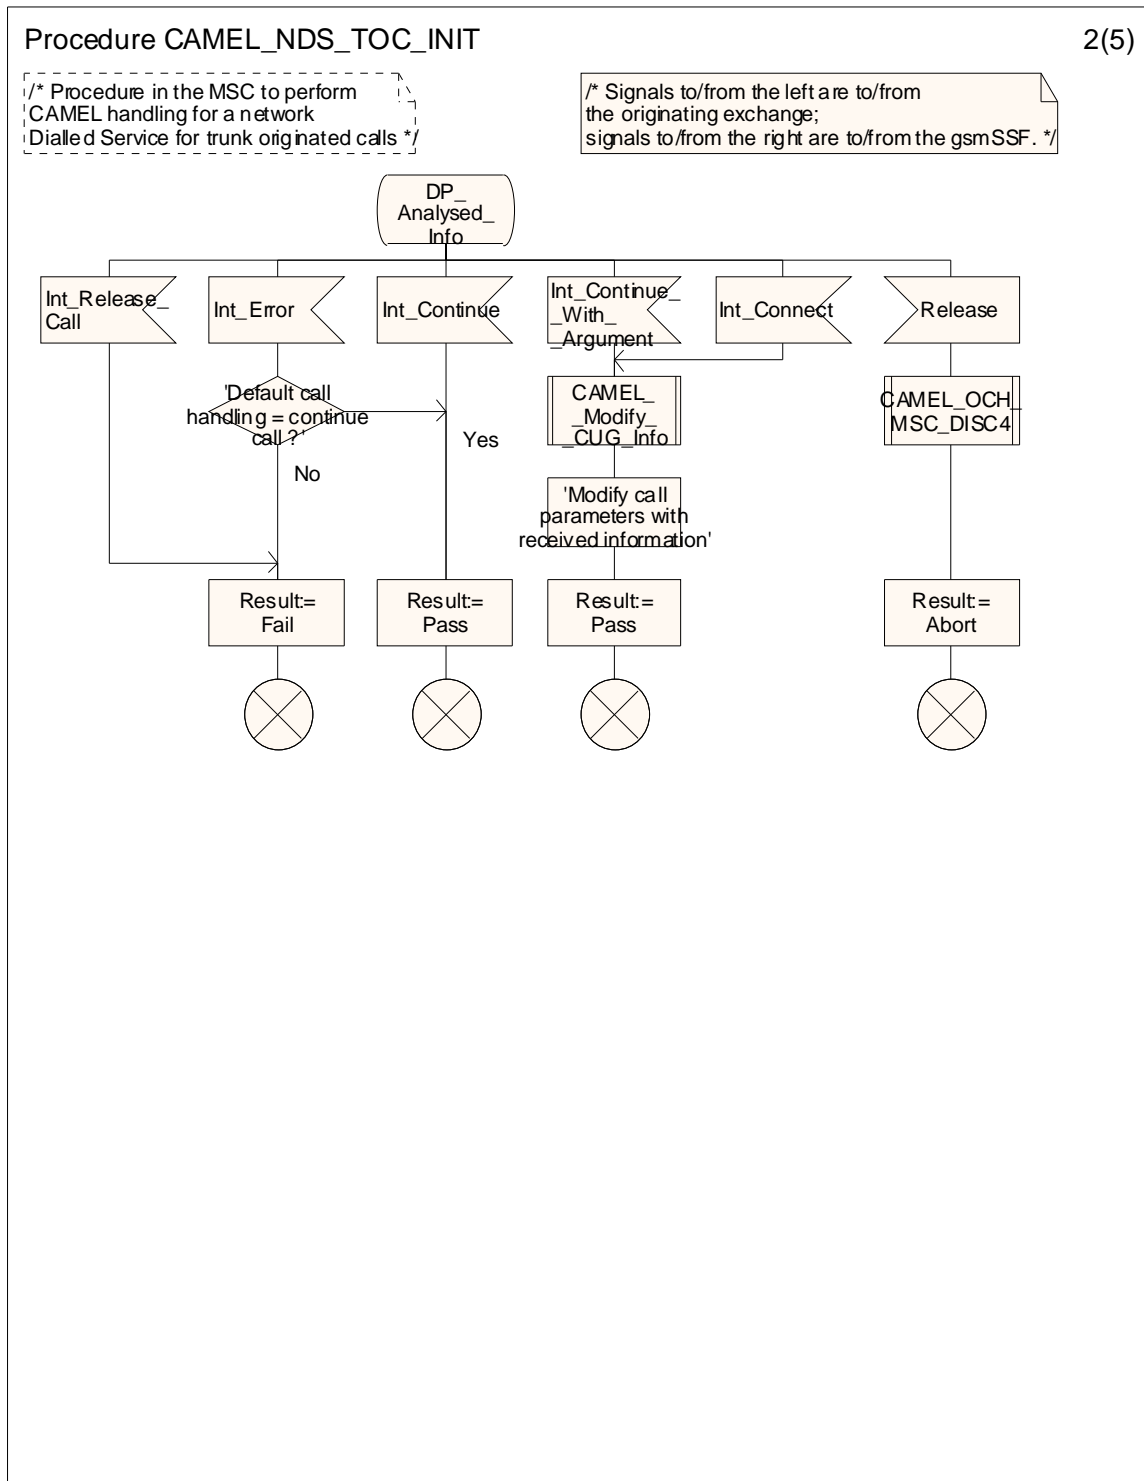 Procedure CAMEL_NDS_TOC_INIT
2(5)
/* Procedure in the MSC to perform
CAMEL handling for a network
Dialled Service for trunk originated calls */
/* Signals to/from the left are to/from
the originating exchange;
signals to/from the right are to/from the gsmSSF. */
DP_
Analysed_
Info
Int_Release_
Call
Int_Error
Int_Continue
Int_Continue_
_With_
_Argument
Int_Connect
Release
'Default call
handling = continue
call ?'
Yes
No
CAMEL_
_Modify_
_CUG_Info
CAMEL_OCH_
MSC_DISC4
'Modify call
parameters with
received information'
Result:=
Fail
Result:=
Pass
Result:=
Pass
Result:=
Abort